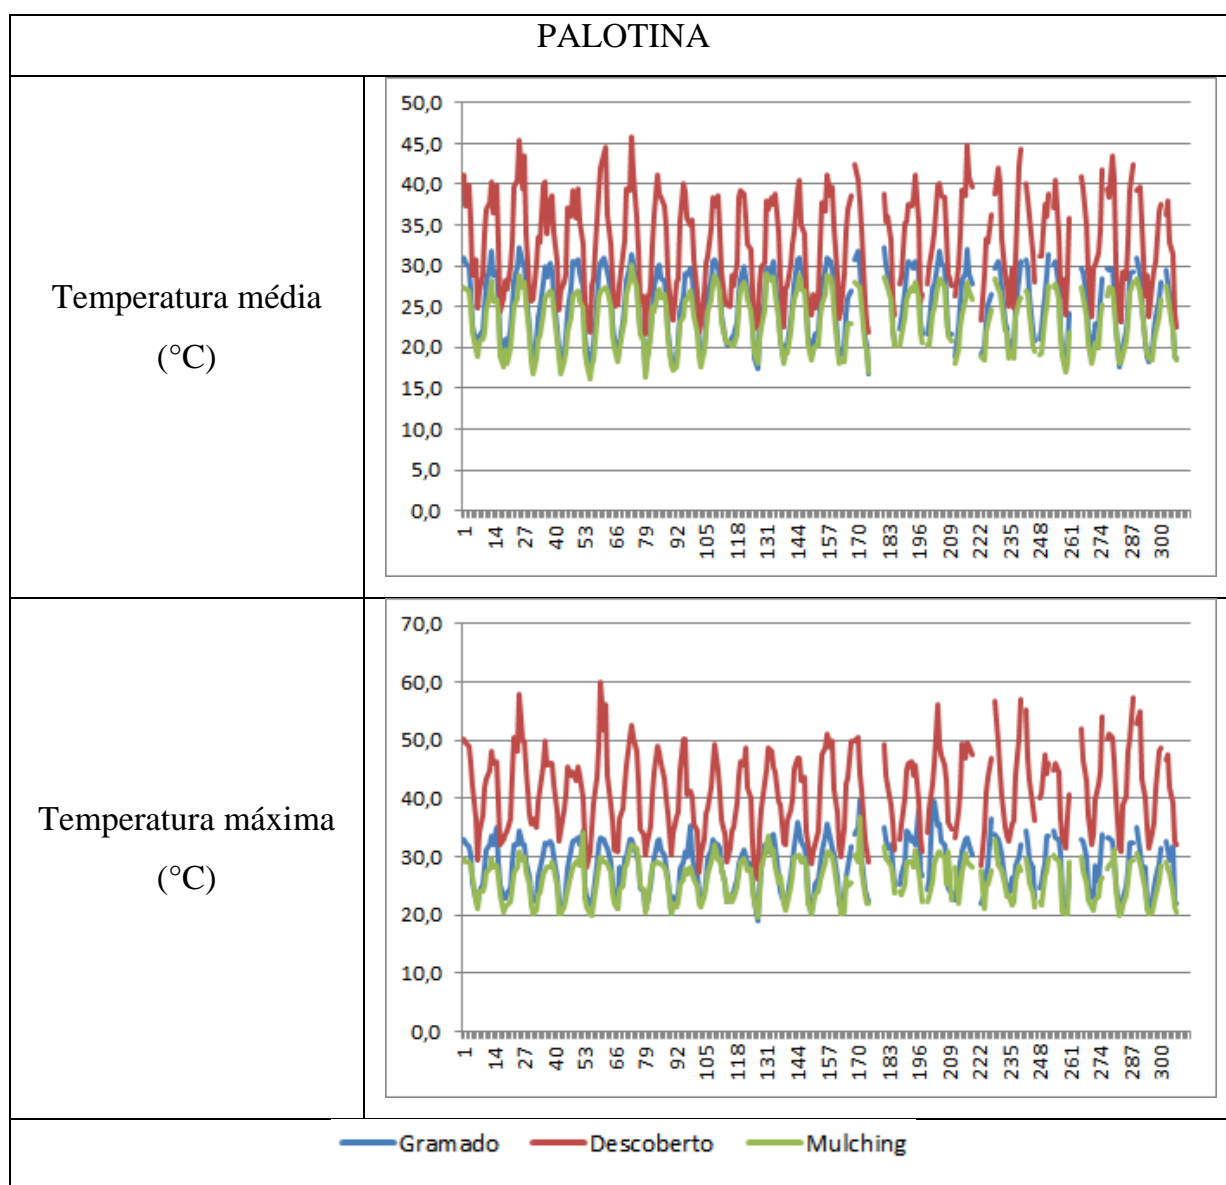 PALOTINA
Temperatura média
(°C)
50,0
45,0
40,0
35,0
30,0
25,0
20,0
15,0
10,0
5,0
0,0
1 14 27 40 53 66 79 92 105 118 131 144 157 170 183 196 209 222 235 248 261 274 287 300
Temperatura máxima
(°C)
70,0
60,0
50,0
40,0
30,0
20,0
10,0
0,0
1 14 27 40 53 66 79 92 105 118 131 144 157 170 183 196 209 222 235 248 261 274 287 300
Gramado Descoberto Mulching